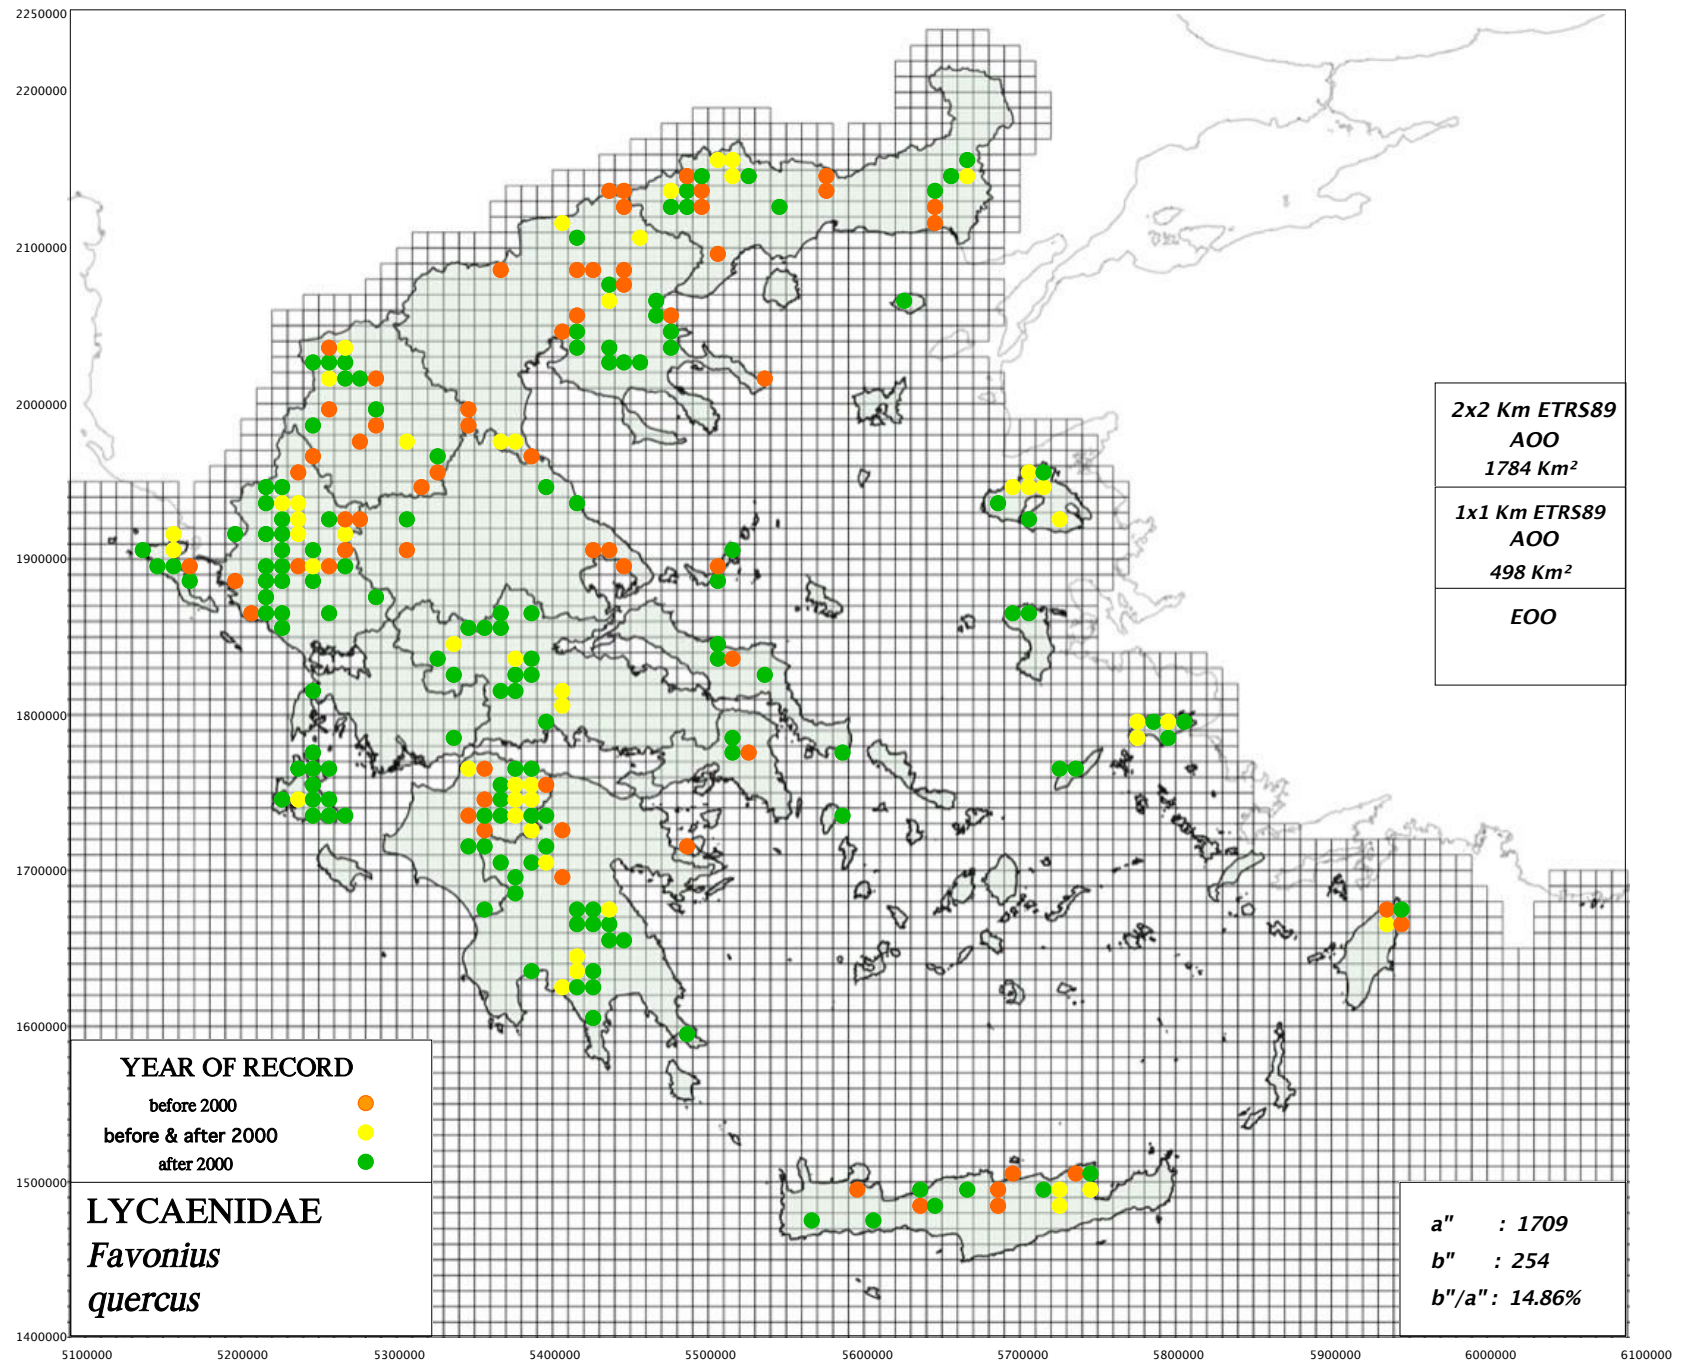 2250000
2200000
2100000
2000000
1900000
1800000
1700000
1600000
1500000
1400000
2x2 Km ETRS89
AOO
1784 Km²
1x1 Km ETRS89
AOO
498 Km²
EOO
YEAR OF RECORD
before 2000
before & after 2000
after 2000
LYCAENIDAE
Favonius
quercus
a" : 1709
b" : 254
b"/a" : 14.86%
5100000 5200000 5300000 5400000 5500000 5600000 5700000 5800000 5900000 6000000 6100000